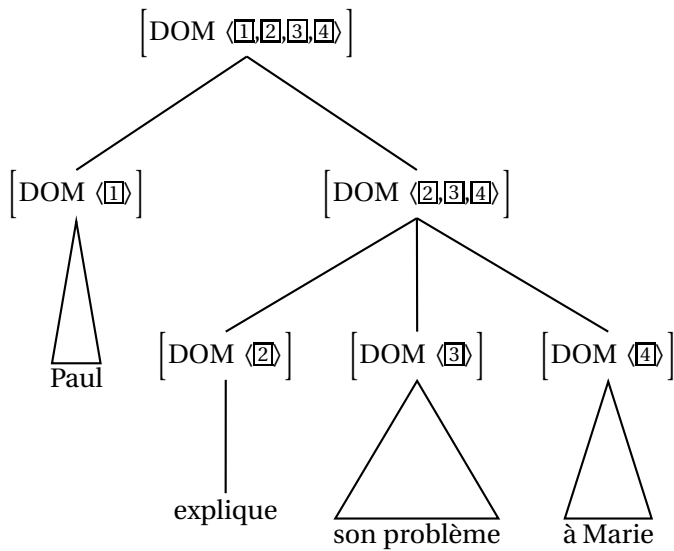 [DOM ⟨1,2,3,4⟩]
[DOM ⟨1⟩] [DOM ⟨2,3,4⟩]
[DOM ⟨2⟩] [DOM ⟨3⟩] [DOM ⟨4⟩]
Paul
explique
son problème à Marie